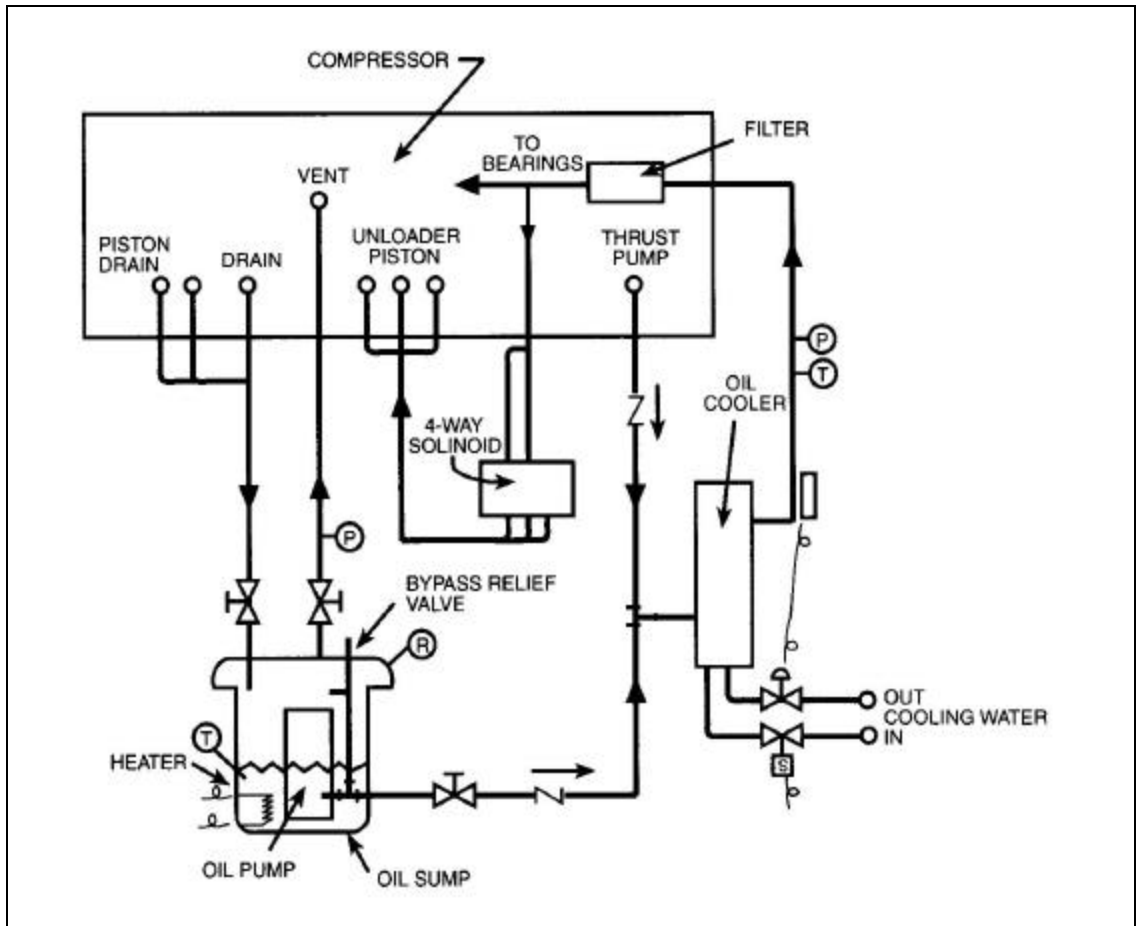 COMPRESSOR
TO
BEARINGS
FILTER
VENT
PISTON
DRAIN
DRAIN
UNLOADER
PISTON
THRUST
PUMP
P
T
OIL
COOLER
4-WAY
SOLINOID
P
BYPASS RELIEF
VALVE
R
OUT
COOLING WATER
IN
S
T
HEATER
OIL PUMP
OIL SUMP